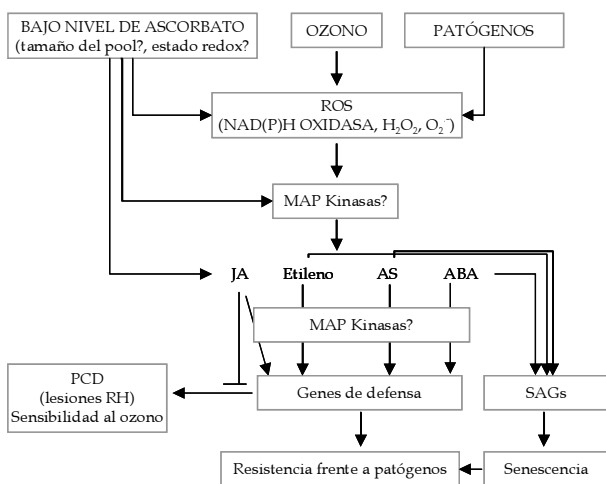 BAJO NIVEL DE ASCORBATO
(tamaño del pool?, estado redox?
OZONO
PATÓGENOS
ROS
(NAD(P)H OXIDASA, H₂O₂, O₂⁻)
MAP Kinasas?
JA Etileno AS ABA
MAP Kinasas?
PCD
(lesiones RH)
Sensibilidad al ozono
Genes de defensa
SAGs
Resistencia frente a patógenos
Senescencia